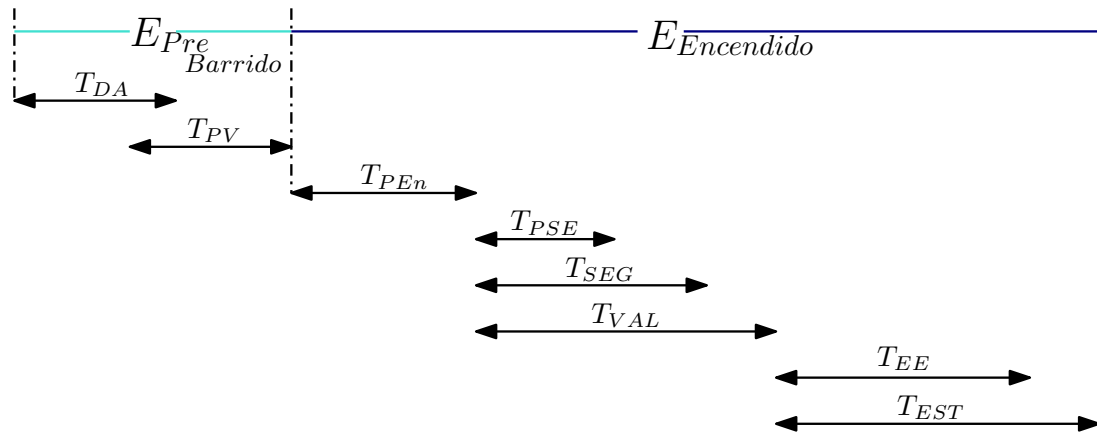 E_{Pre Barrido} E_{Encendido}
T_{DA}
T_{PV}
T_{PEn}
T_{PSE}
T_{SEG}
T_{VAL}
T_{EE}
T_{EST}